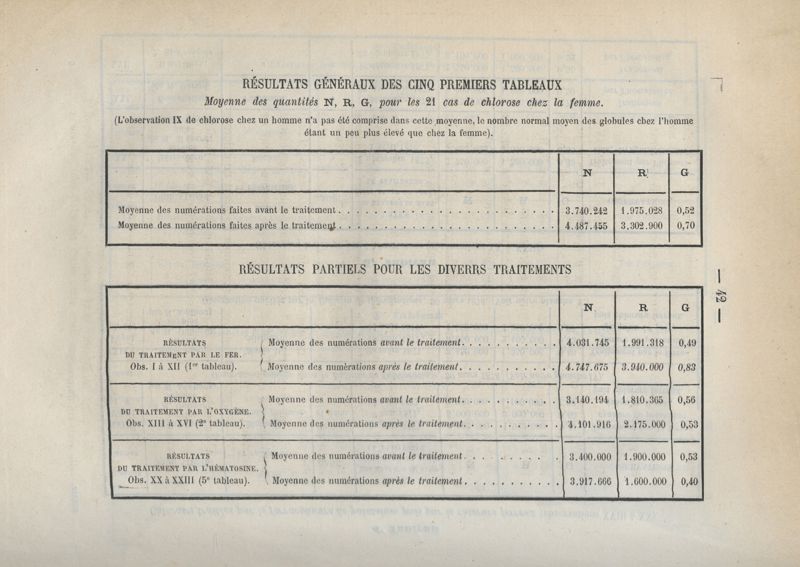 RÉSULTATS GÉNÉRAUX DES CINQ PREMIERS TABLEAUX
Moyenne des quantités N, R, G, pour les 21 cas de chlorose chez la femme.
(L'observation IX de chlorose chez un homme n'a pas été comprise dans cette moyenne, le nombre normal moyen des globules chez l'homme
étant un peu plus élevé que chez la femme).
N R G
Moyenne des numérations faites avant le traitement. . . . . . . . . . . . . . . . . . . . . . . . 3.740.242 1.975.028 0,52
Moyenne des numérations faites après le traitement. . . . . . . . . . . . . . . . . . . . . . . . 4.487.455 3.302.900 0,70
RÉSULTATS PARTIELS POUR LES DIVERRS TRAITEMENTS
— 42 —
N R G
RÉSULTATS
DU TRAITEMENT PAR LE FER.
Obs. I à XII (1er tableau).
Moyenne des numérations avant le traitement. . . . . . . . . . . 4.031.745 1.991.318 0,49
Moyenne des numérations après le traitement. . . . . . . . . . . 4.747.675 3.940.000 0,83
RÉSULTATS
DU TRAITEMENT PAR L'OXYGÈNE.
Obs. XIII à XVI (2e tableau).
Moyenne des numérations avant le traitement. . . . . . . . . . . 3.140.194 1.810.365 0,56
Moyenne des numérations après le traitement. . . . . . . . . . . 4.101.916 2.175.000 0,53
RÉSULTATS
DU TRAITEMENT PAR L'HÉMATOSINE.
Obs. XX à XXIII (5e tableau).
Moyenne des numérations avant le traitement. . . . . . . . . . 3.400.000 1.900.000 0,53
Moyenne des numérations après le traitement. . . . . . . . . . . 3.917.666 1.600.000 0,40